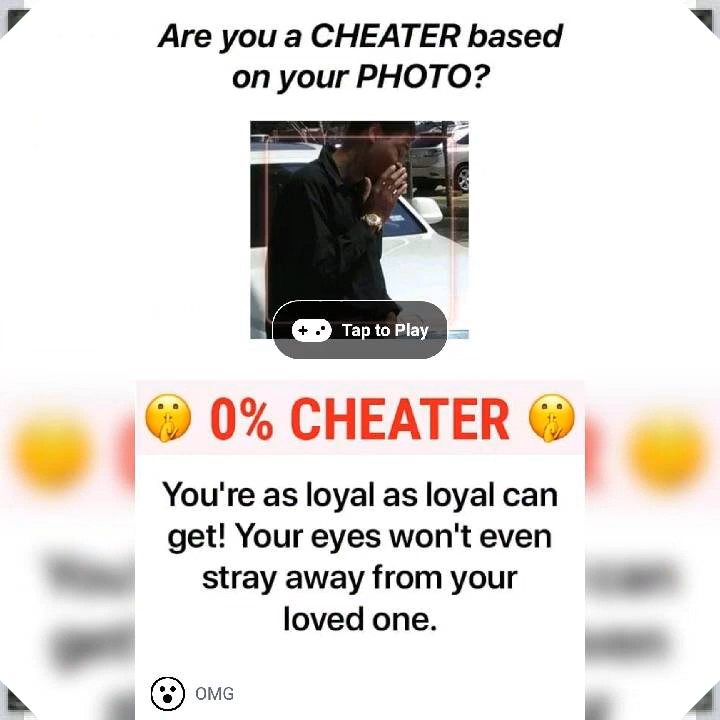 Are you a CHEATER based
on your PHOTO?
Tap to Play
0% CHEATER
You're as loyal as loyal can
get! Your eyes won't even
stray away from your
loved one.
OMG